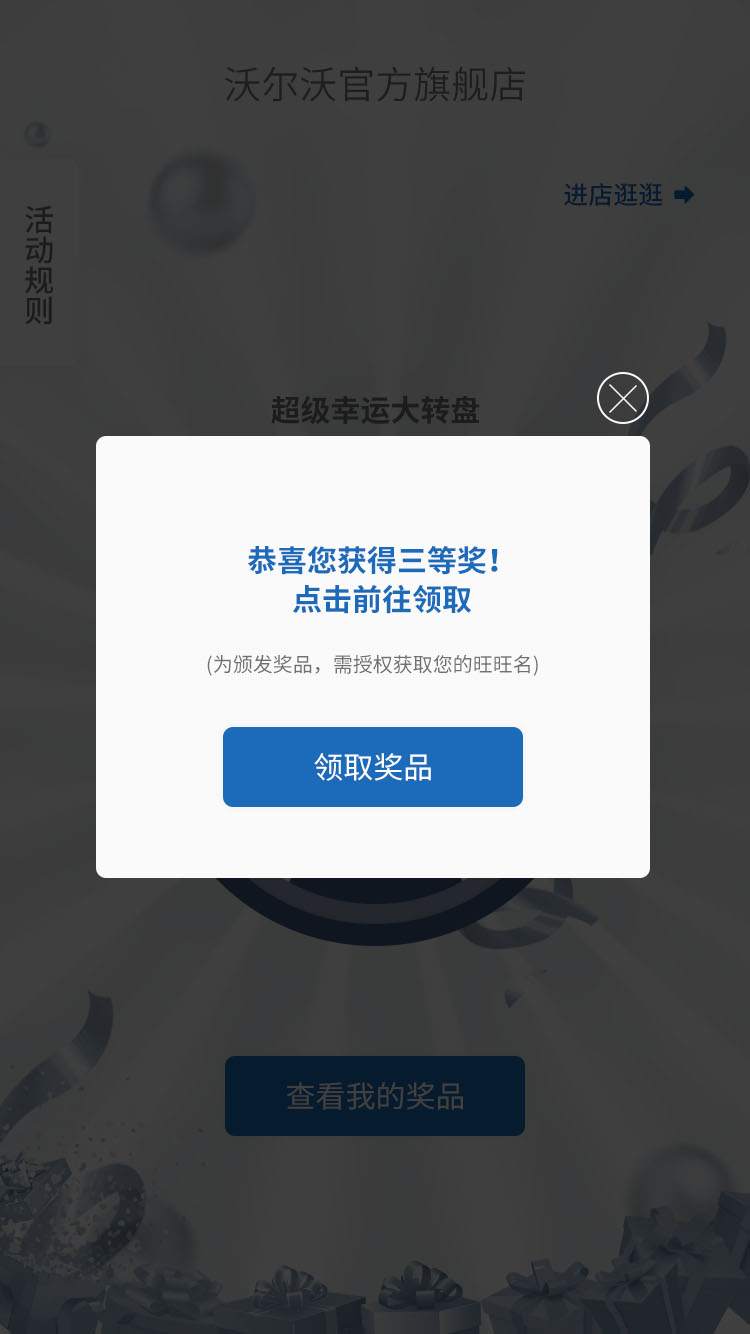 沃尔沃官方旗舰店
进店逛逛
活动规则
超级幸运大转盘
恭喜您获得三等奖！
点击前往领取
(为颁发奖品，需授权获取您的旺旺名)
领取奖品
查看我的奖品